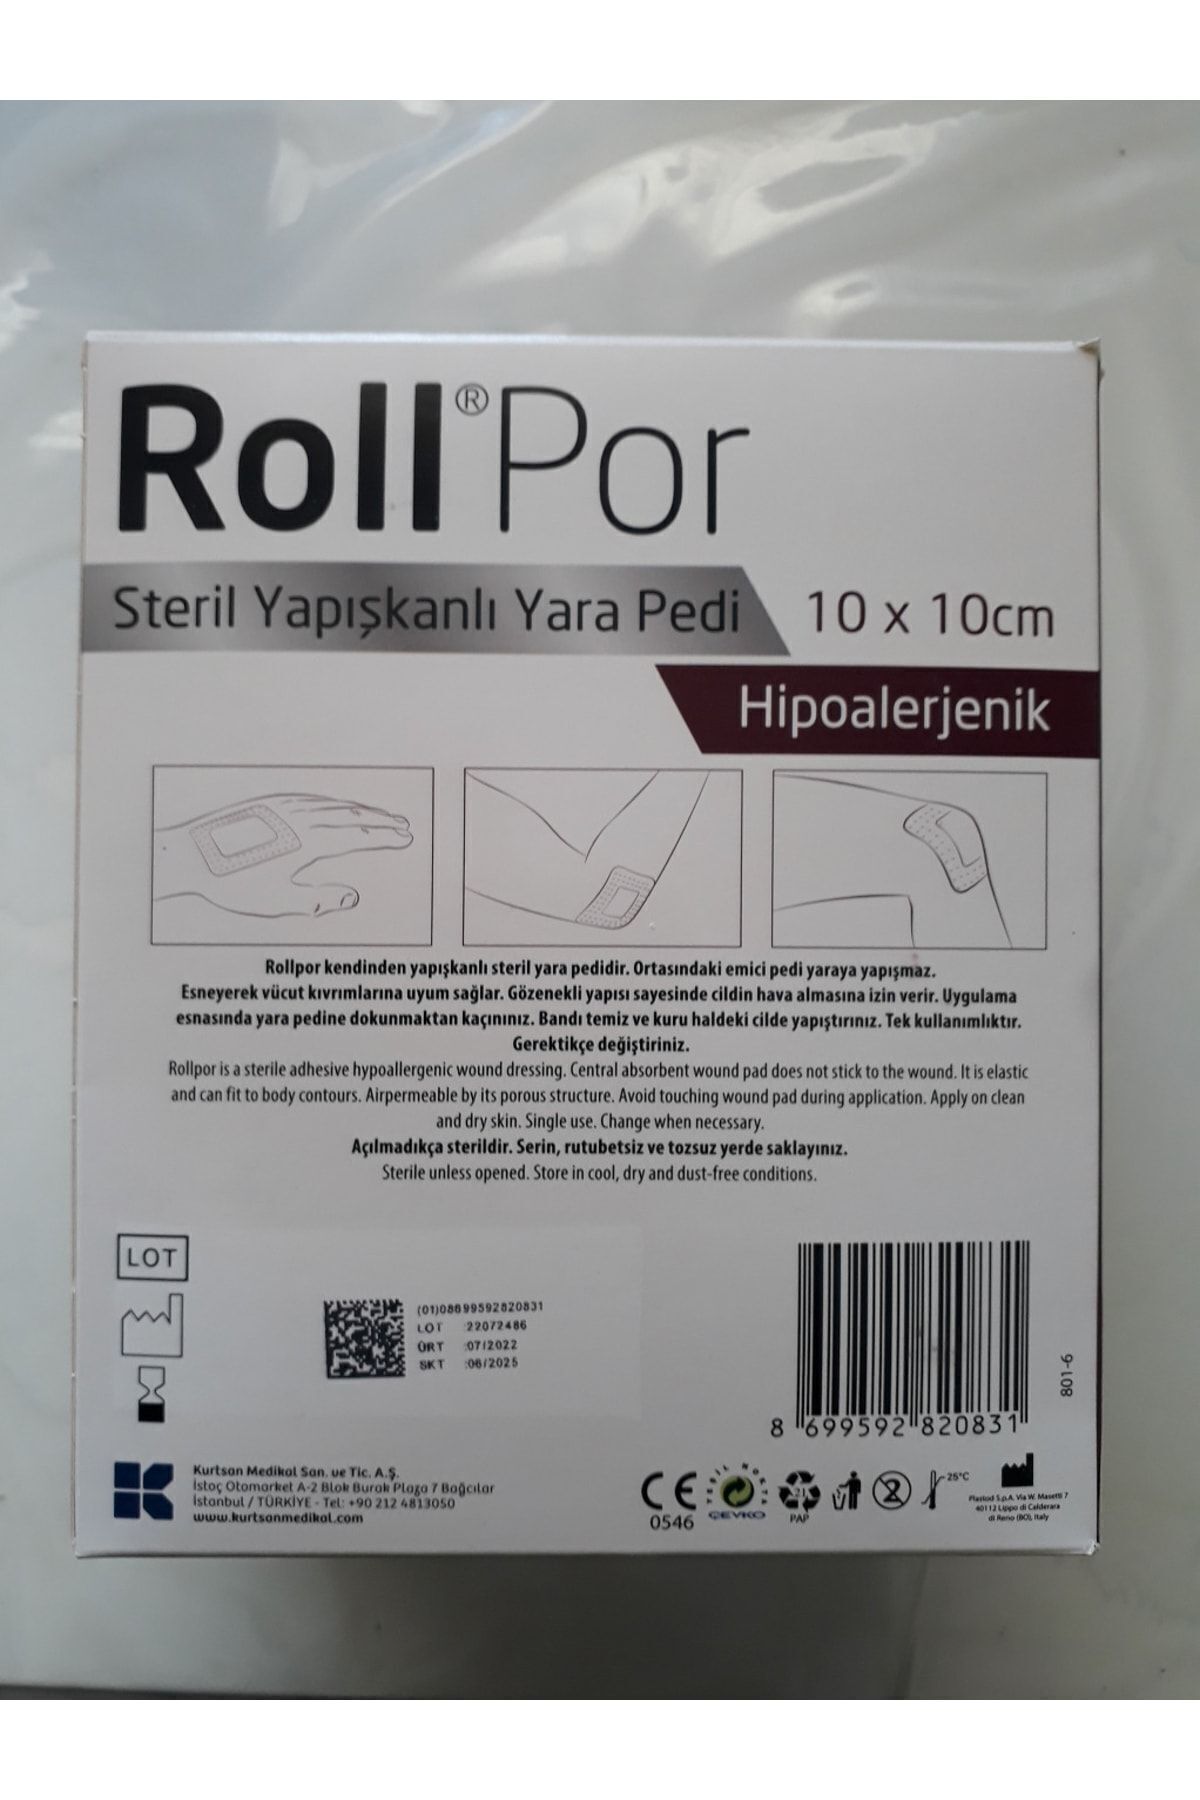 Roll® Por
Steril Yapışkanlı Yara Pedi 10 x 10cm
Hipoalerjenik
Rollpor kendinden yapışkanlı steril yara pedidir. Ortasındaki emici pedi yaraya yapışmaz.
Esneyerek vücut kıvrımlarına uyum sağlar. Gözenekli yapısı sayesinde cildin hava almasına izin verir. Uygulama
esnasında yara pedine dokunmaktan kaçınınız. Bandı temiz ve kuru haldeki cilde yapıştırınız. Tek kullanımlıktır.
Gerektikçe değiştiriniz.
Rollpor is a sterile adhesive hypoallergenic wound dressing. Central absorbent wound pad does not stick to the wound. It is elastic
and can fit to body contours. Airpermeable by its porous structure. Avoid touching wound pad during application. Apply on clean
and dry skin. Single use. Change when necessary.
Açılmadıkça sterildir. Serin, rutubetsiz ve tozsuz yerde saklayınız.
Sterile unless opened. Store in cool, dry and dust-free conditions.
LOT
(01)08699592820831
LOT 22072486
ÜRT :07/2022
SKT :06/2025
8 699592 820831
801-6
Kurtsan Medikal San. ve Tic. A.Ş.
İstoç Otomarket A-2 Blok Burak Plaza 7 Bağcılar
İstanbul / TÜRKİYE - Tel: +90 212 4813050
www.kurtsanmedikal.com
CE
0546
YEŞİL NOKTA
ÇEVKO
21
PAP
2
25°C
Plastod S.p.A. Via W. Masetti 7
40112 Lippo di Calderara
di Reno (BO), Italy